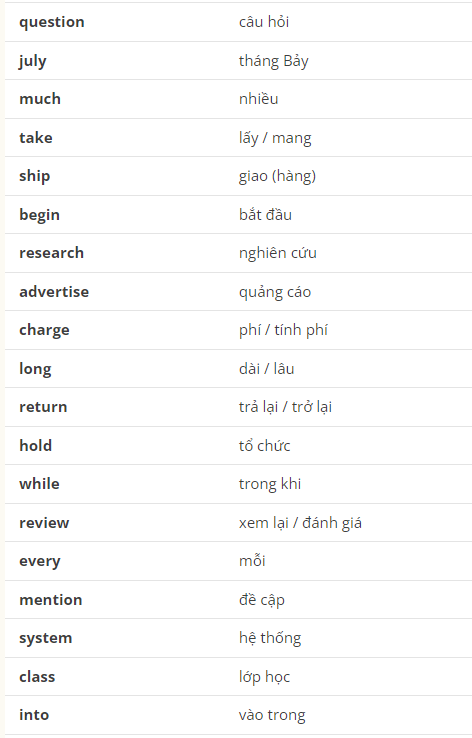 question câu hỏi
july tháng Bảy
much nhiều
take lấy / mang
ship giao (hàng)
begin bắt đầu
research nghiên cứu
advertise quảng cáo
charge phí / tính phí
long dài / lâu
return trả lại / trở lại
hold tổ chức
while trong khi
review xem lại / đánh giá
every mỗi
mention đề cập
system hệ thống
class lớp học
into vào trong